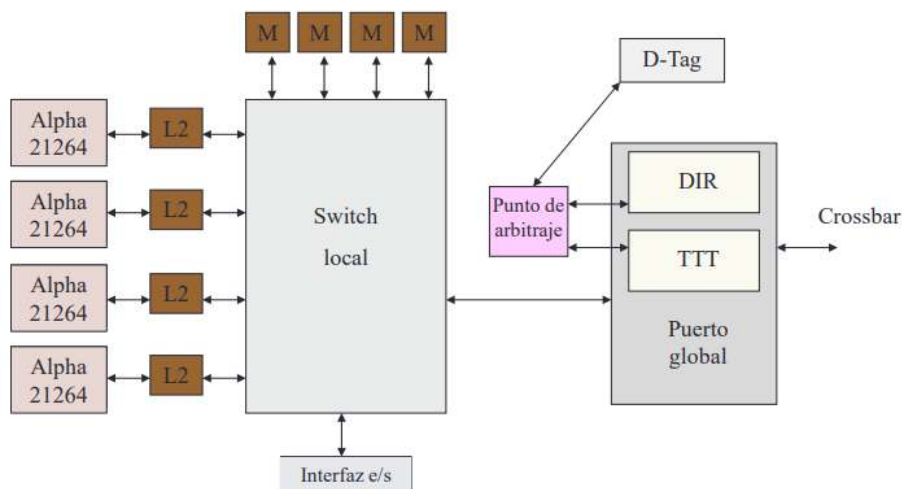 M M M M
D-Tag
Alpha
21264
L2
Alpha
21264
L2
Alpha
21264
L2
Alpha
21264
L2
Switch
local
Punto de
arbitraje
DIR
TTT
Puerto
global
Crossbar
Interfaz e/s